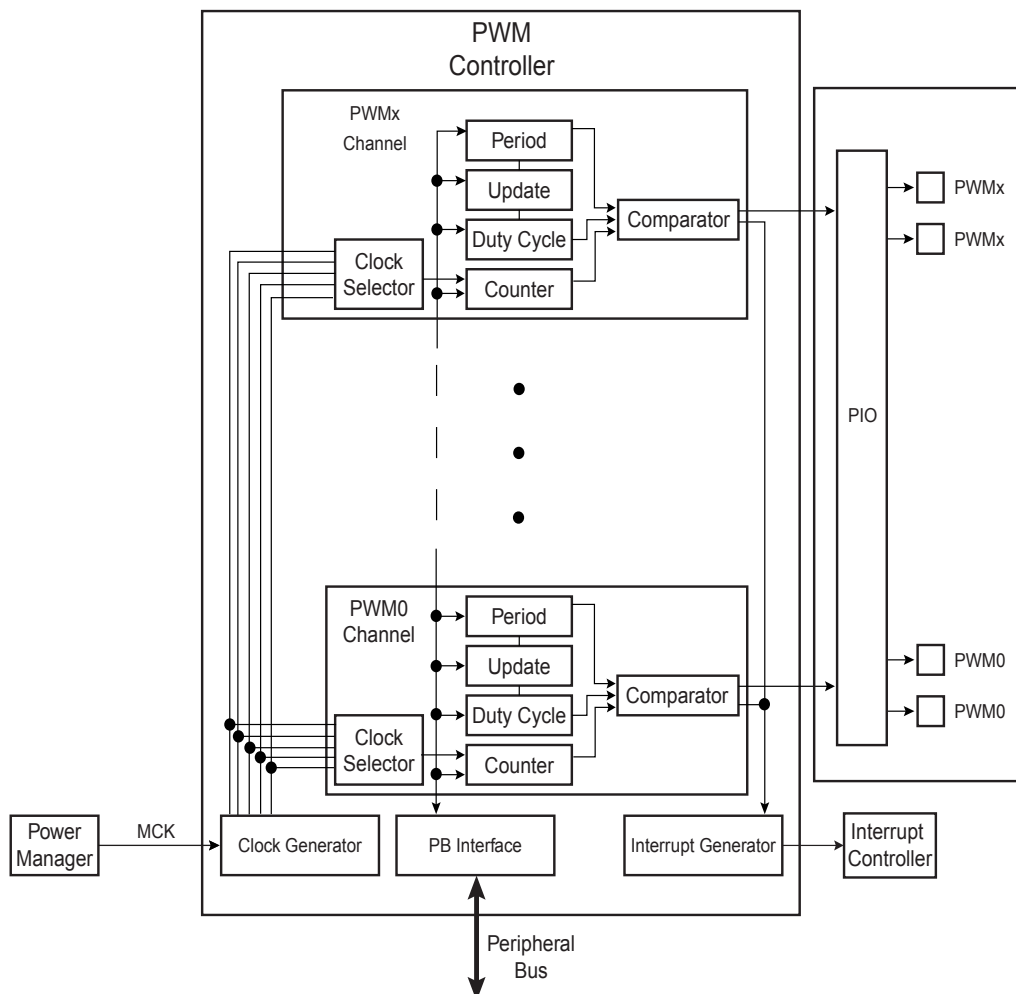 PWM
Controller
PWMx
Channel
Period
Update
Duty Cycle
Counter
Clock
Selector
Comparator
PIO
PWMx
PWMx
PWM0
Channel
Period
Update
Duty Cycle
Counter
Clock
Selector
Comparator
PWM0
PWM0
Power
Manager
MCK
Clock Generator
PB Interface
Interrupt Generator
Interrupt
Controller
Peripheral
Bus